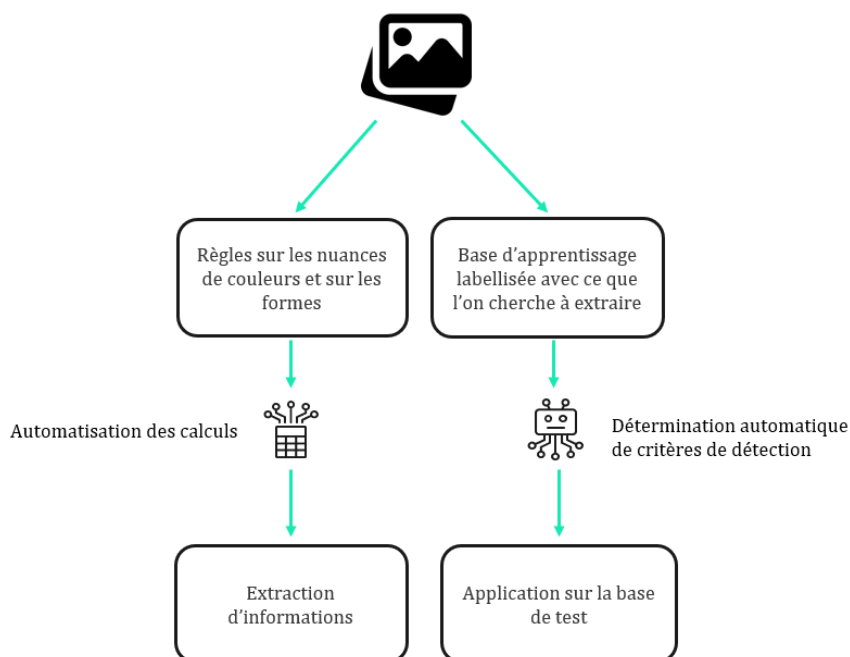 Règles sur les nuances
de couleurs et sur les
formes
Base d'apprentissage
labellisée avec ce que
l'on cherche à extraire
Automatisation des calculs
Détermination automatique
de critères de détection
Extraction
d'informations
Application sur la base
de test